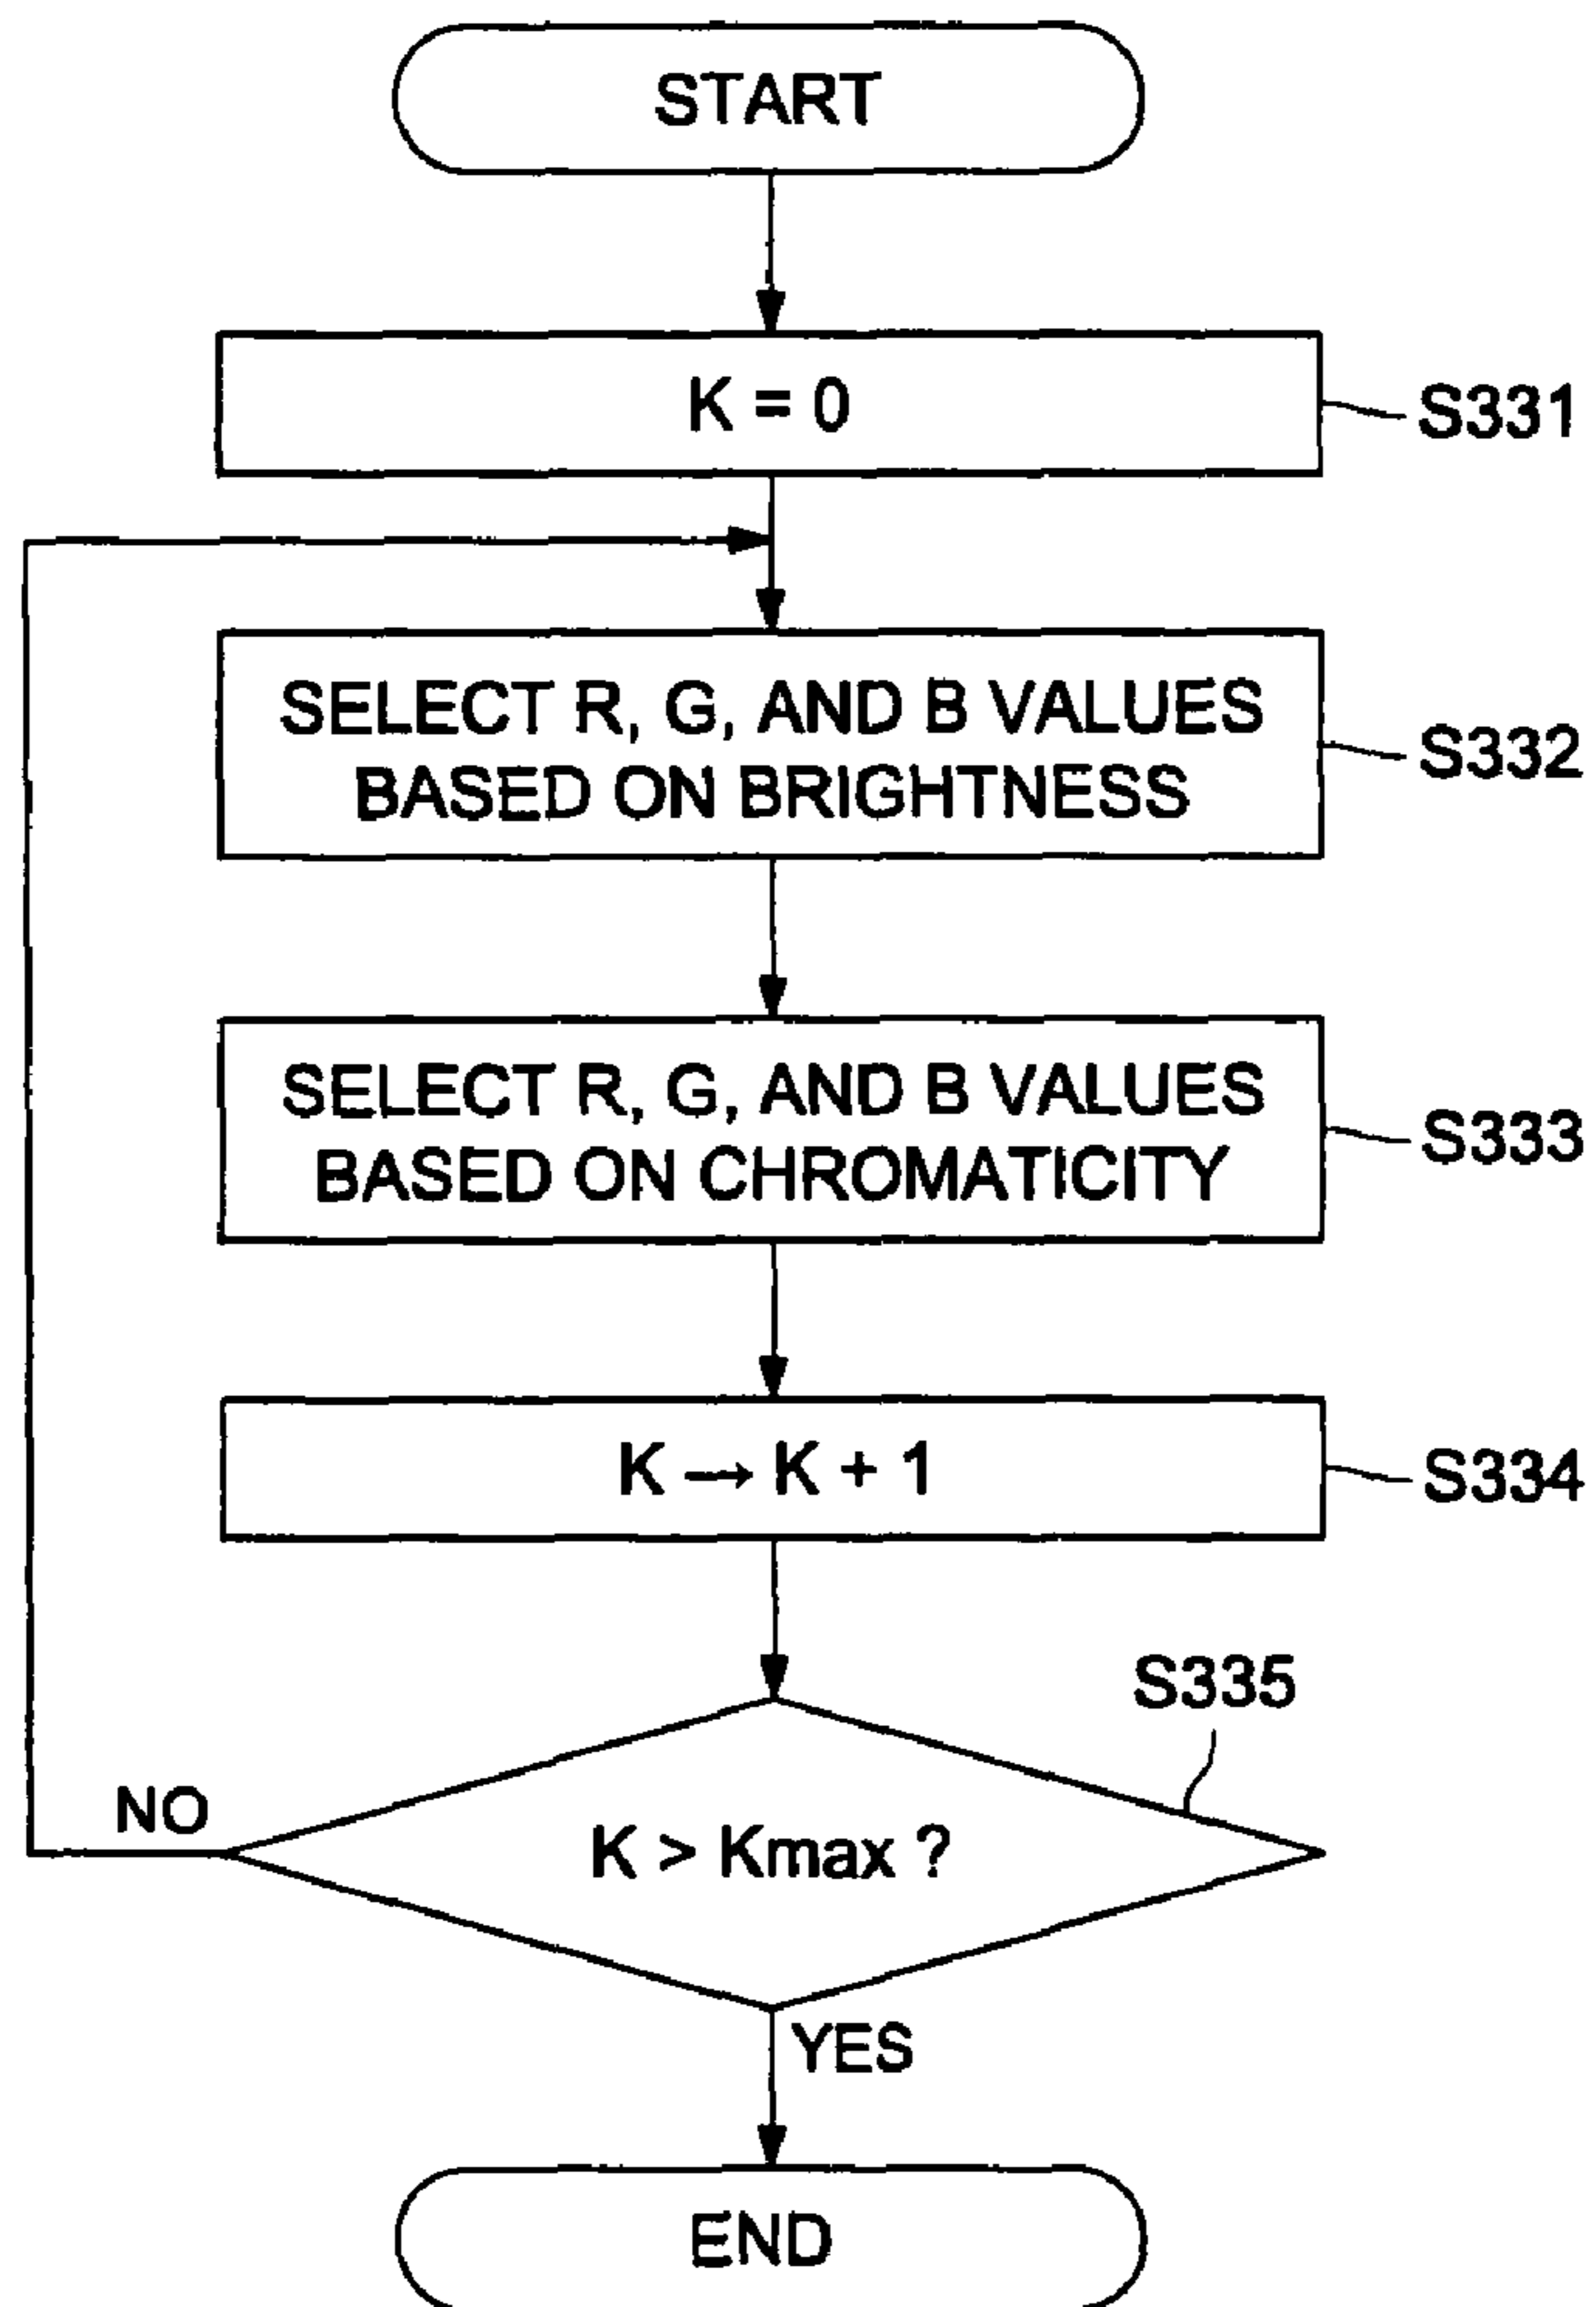 START
K = 0
S331
SELECT R, G, AND B VALUES
BASED ON BRIGHTNESS
S332
SELECT R, G, AND B VALUES
BASED ON CHROMATICITY
S333
K → K + 1
S334
S335
K > Kmax ?
NO
YES
END